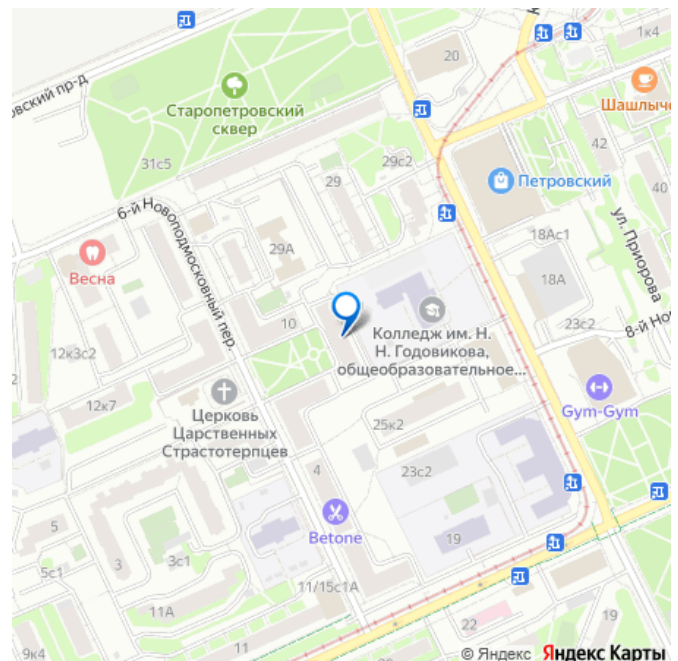 20
1к4
Шашлыче
Старопетровский
сквер
вский пр-д
42
31с5
29с2
29
Петровский
40
6-й Новоподмосковный пер.
ул. Приорова
18Ас1
29А
Весна
18А
10
23с2
8-й Но
Колледж им. Н.
Н. Годовикова,
общеобразовательное...
12к3с2
Gym-Gym
12к7
Церковь
Царственных
Страстотерпцев
25к2
4
23с2
5
Betone
19
3
3с1
5с1
11/15с1А
11А
22
19
11
9к4
© Яндекс Яндекс Карты